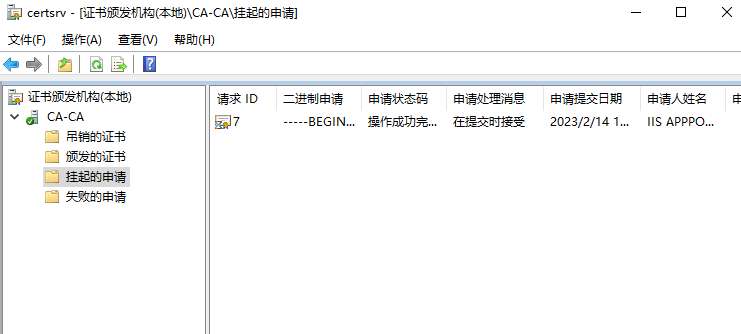 certsrv - [证书颁发机构(本地)\CA-CA\挂起的申请]
文件(F) 操作(A) 查看(V) 帮助(H)
证书颁发机构(本地)
CA-CA
吊销的证书
颁发的证书
挂起的申请
失败的申请
请求 ID 二进制申请 申请状态码 申请处理消息 申请提交日期 申请人姓名 申
7 -----BEGIN... 操作成功完... 在提交时接受 2023/2/14 1... IIS APPPO...